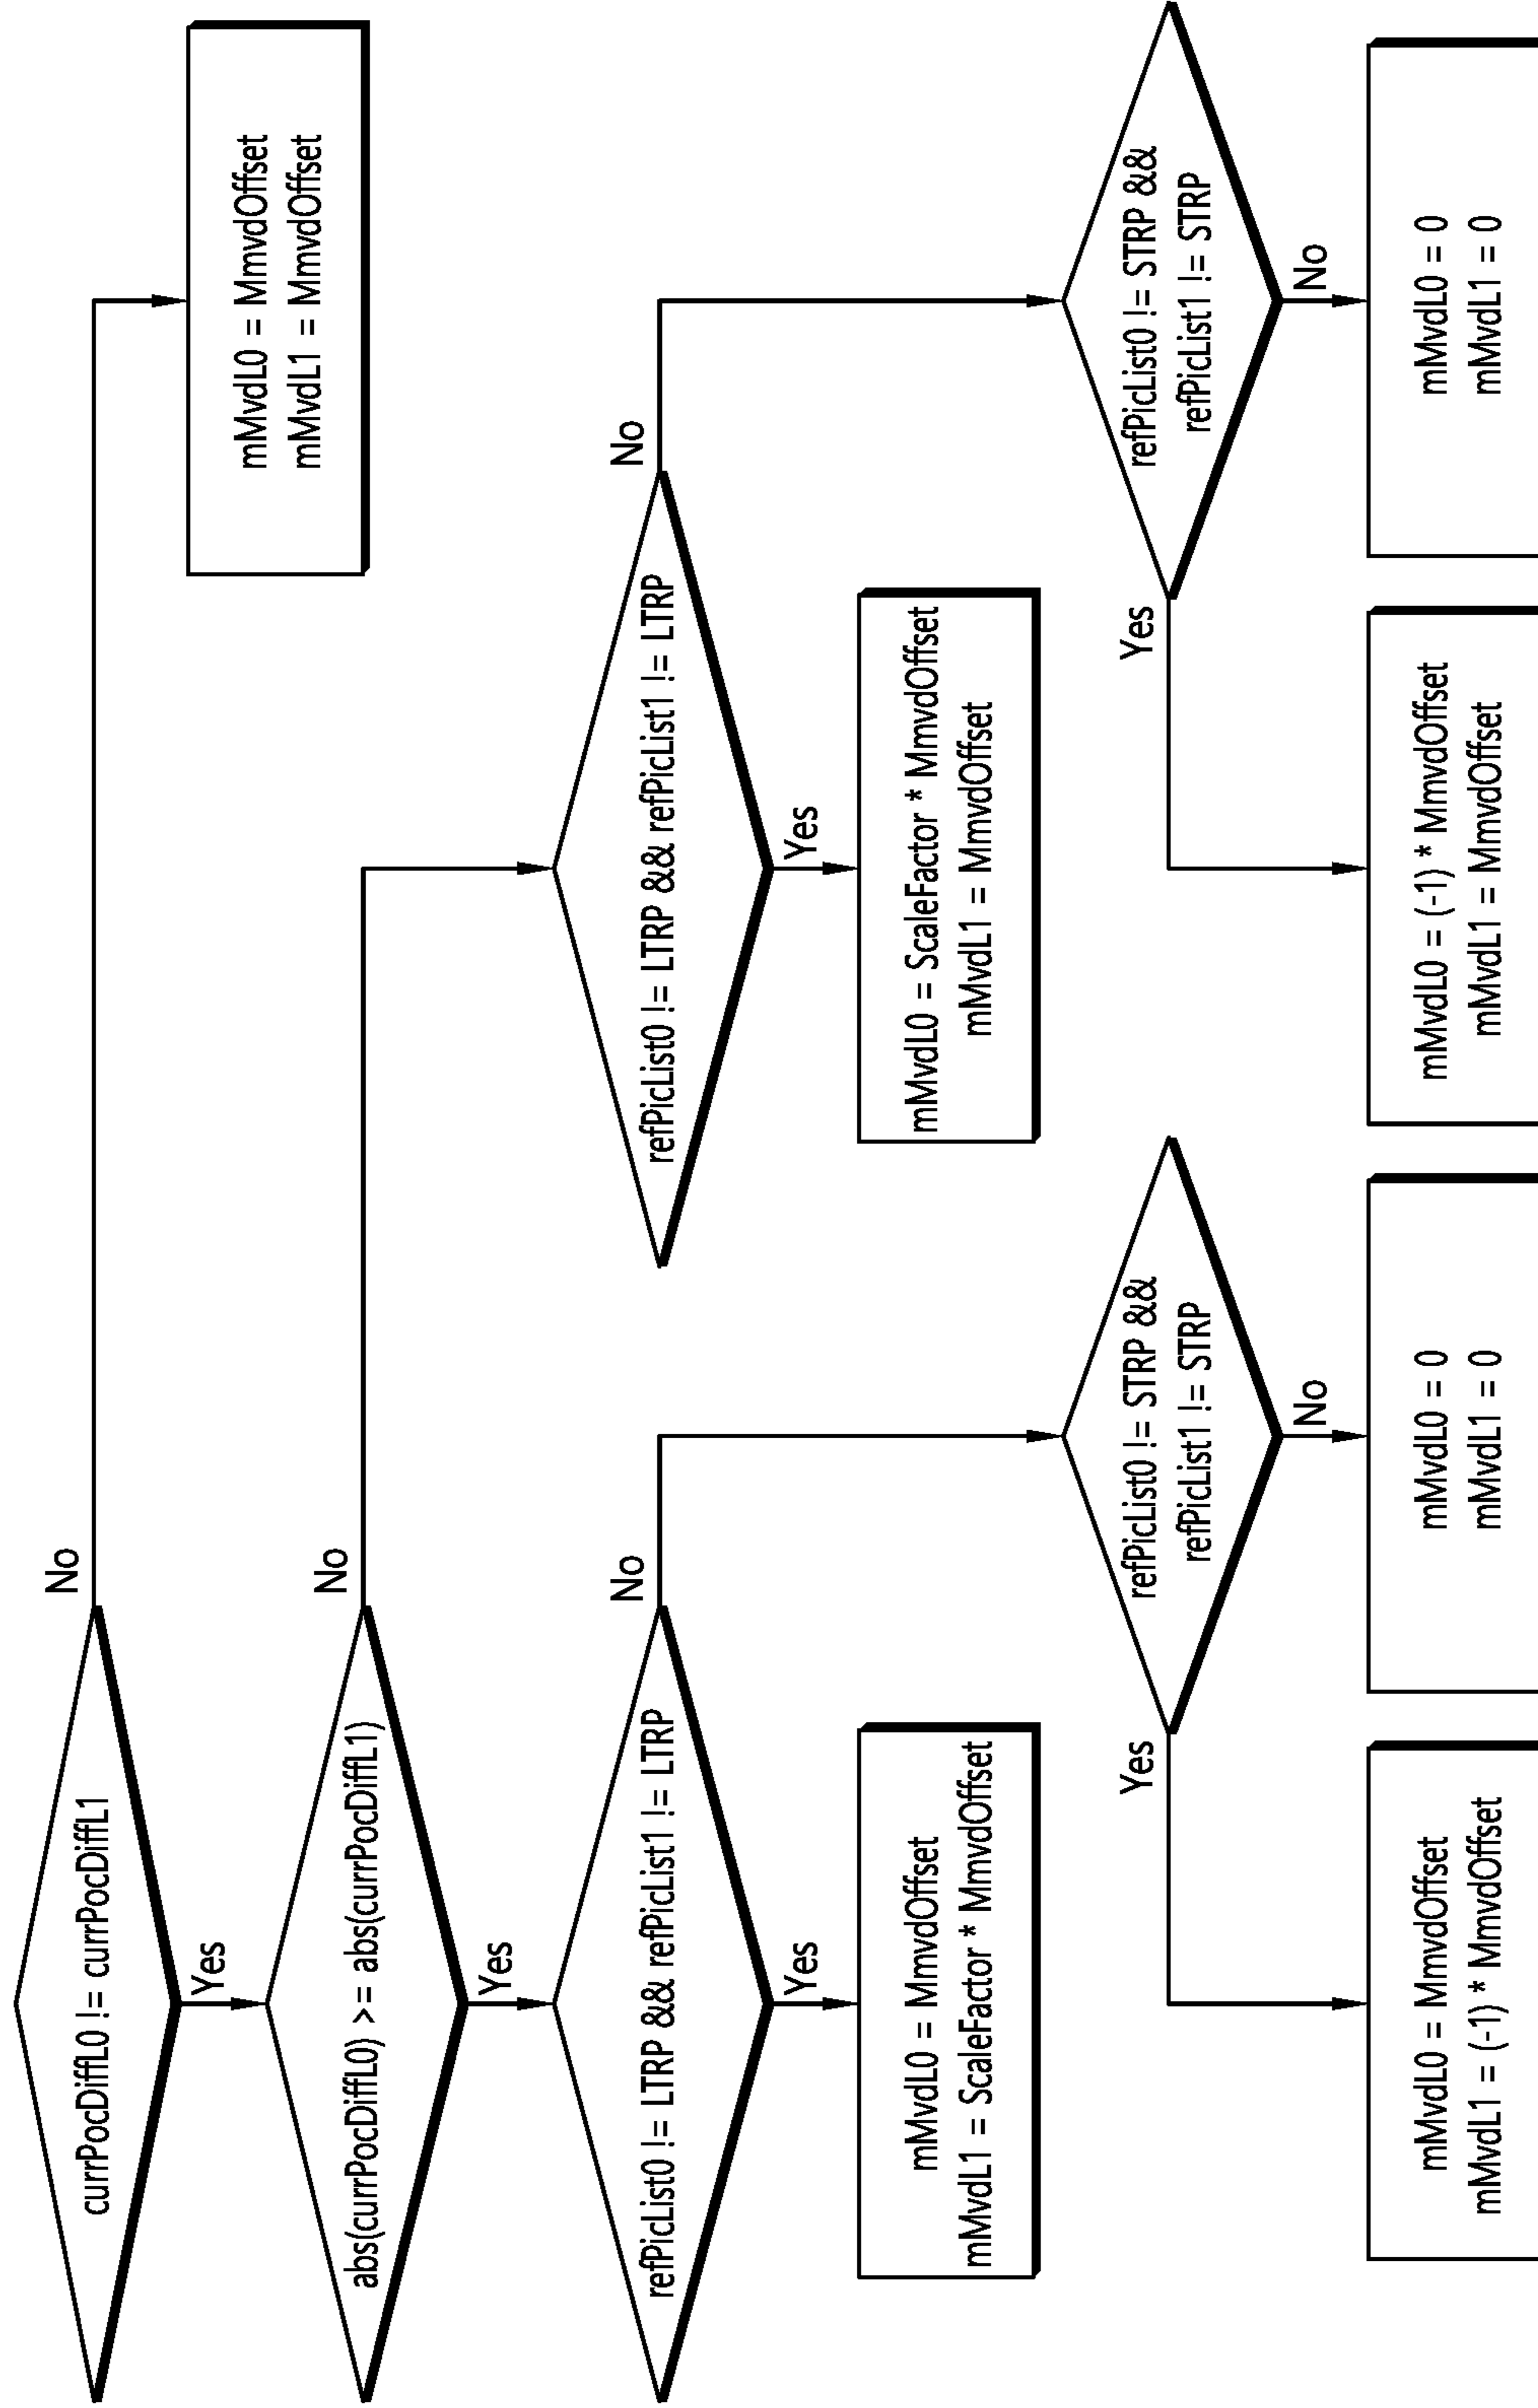 currPocDiffL0 != currPocDiffL1
No
Yes
mMvdL0 = MmvdOffset
mMvdL1 = MmvdOffset
abs(currPocDiffL0) >= abs(currPocDiffL1)
No
Yes
refPicList0 != LTRP && refPicList1 != LTRP
No
Yes
refPicList0 != LTRP && refPicList1 != LTRP
No
Yes
mMvdL0 = MmvdOffset
mMvdL1 = ScaleFactor * MmvdOffset
mMvdL0 = ScaleFactor * MmvdOffset
mMvdL1 = MmvdOffset
Yes
refPicList0 != STRP &&
refPicList1 != STRP
No
Yes
refPicList0 != STRP &&
refPicList1 != STRP
No
mMvdL0 = MmvdOffset
mMvdL1 = (-1) * MmvdOffset
mMvdL0 = 0
mMvdL1 = 0
mMvdL0 = (-1) * MmvdOffset
mMvdL1 = MmvdOffset
mMvdL0 = 0
mMvdL1 = 0